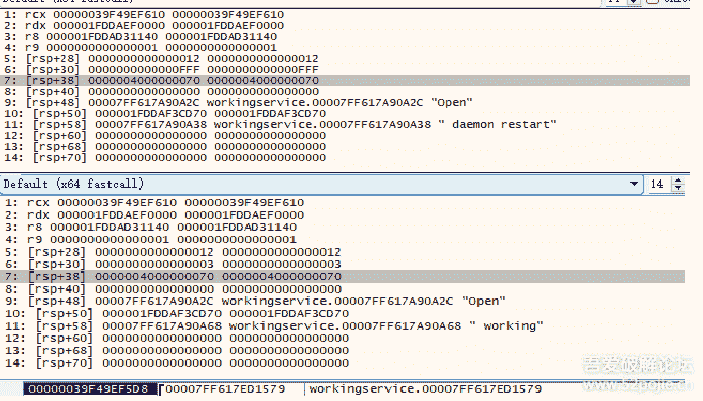 1: rcx 00000039F49EF610 00000039F49EF610
2: rdx 000001FDDAEF0000 000001FDDAEF0000
3: r8 000001FDDAD31140 000001FDDAD31140
4: r9 0000000000000001 0000000000000001
5: [rsp+28] 0000000000000012 0000000000000012
6: [rsp+30] 0000000000000FFF 0000000000000FFF
7: [rsp+38] 0000004000000070 0000004000000070
8: [rsp+40] 0000000000000000 0000000000000000
9: [rsp+48] 00007FF617A90A2C workingservice.00007FF617A90A2C "Open"
10: [rsp+50] 000001FDDAF3CD70 000001FDDAF3CD70
11: [rsp+58] 00007FF617A90A38 workingservice.00007FF617A90A38 " daemon restart"
12: [rsp+60] 0000000000000000 0000000000000000
13: [rsp+68] 0000000000000000 0000000000000000
14: [rsp+70] 0000000000000000 0000000000000000
Default (x64 fastcall) 14
1: rcx 00000039F49EF610 00000039F49EF610
2: rdx 000001FDDAEF0000 000001FDDAEF0000
3: r8 000001FDDAD31140 000001FDDAD31140
4: r9 0000000000000001 0000000000000001
5: [rsp+28] 0000000000000012 0000000000000012
6: [rsp+30] 0000000000000003 0000000000000003
7: [rsp+38] 0000004000000070 0000004000000070
8: [rsp+40] 0000000000000000 0000000000000000
9: [rsp+48] 00007FF617A90A2C workingservice.00007FF617A90A2C "Open"
10: [rsp+50] 000001FDDAF3CD70 000001FDDAF3CD70
11: [rsp+58] 00007FF617A90A68 workingservice.00007FF617A90A68 " working"
12: [rsp+60] 0000000000000000 0000000000000000
13: [rsp+68] 0000000000000000 0000000000000000
14: [rsp+70] 0000000000000000 0000000000000000
00000039F49EF5D8 00007FF617ED1579 workingservice.00007FF617ED1579
吾爱破解论坛
www.52pojie.cn